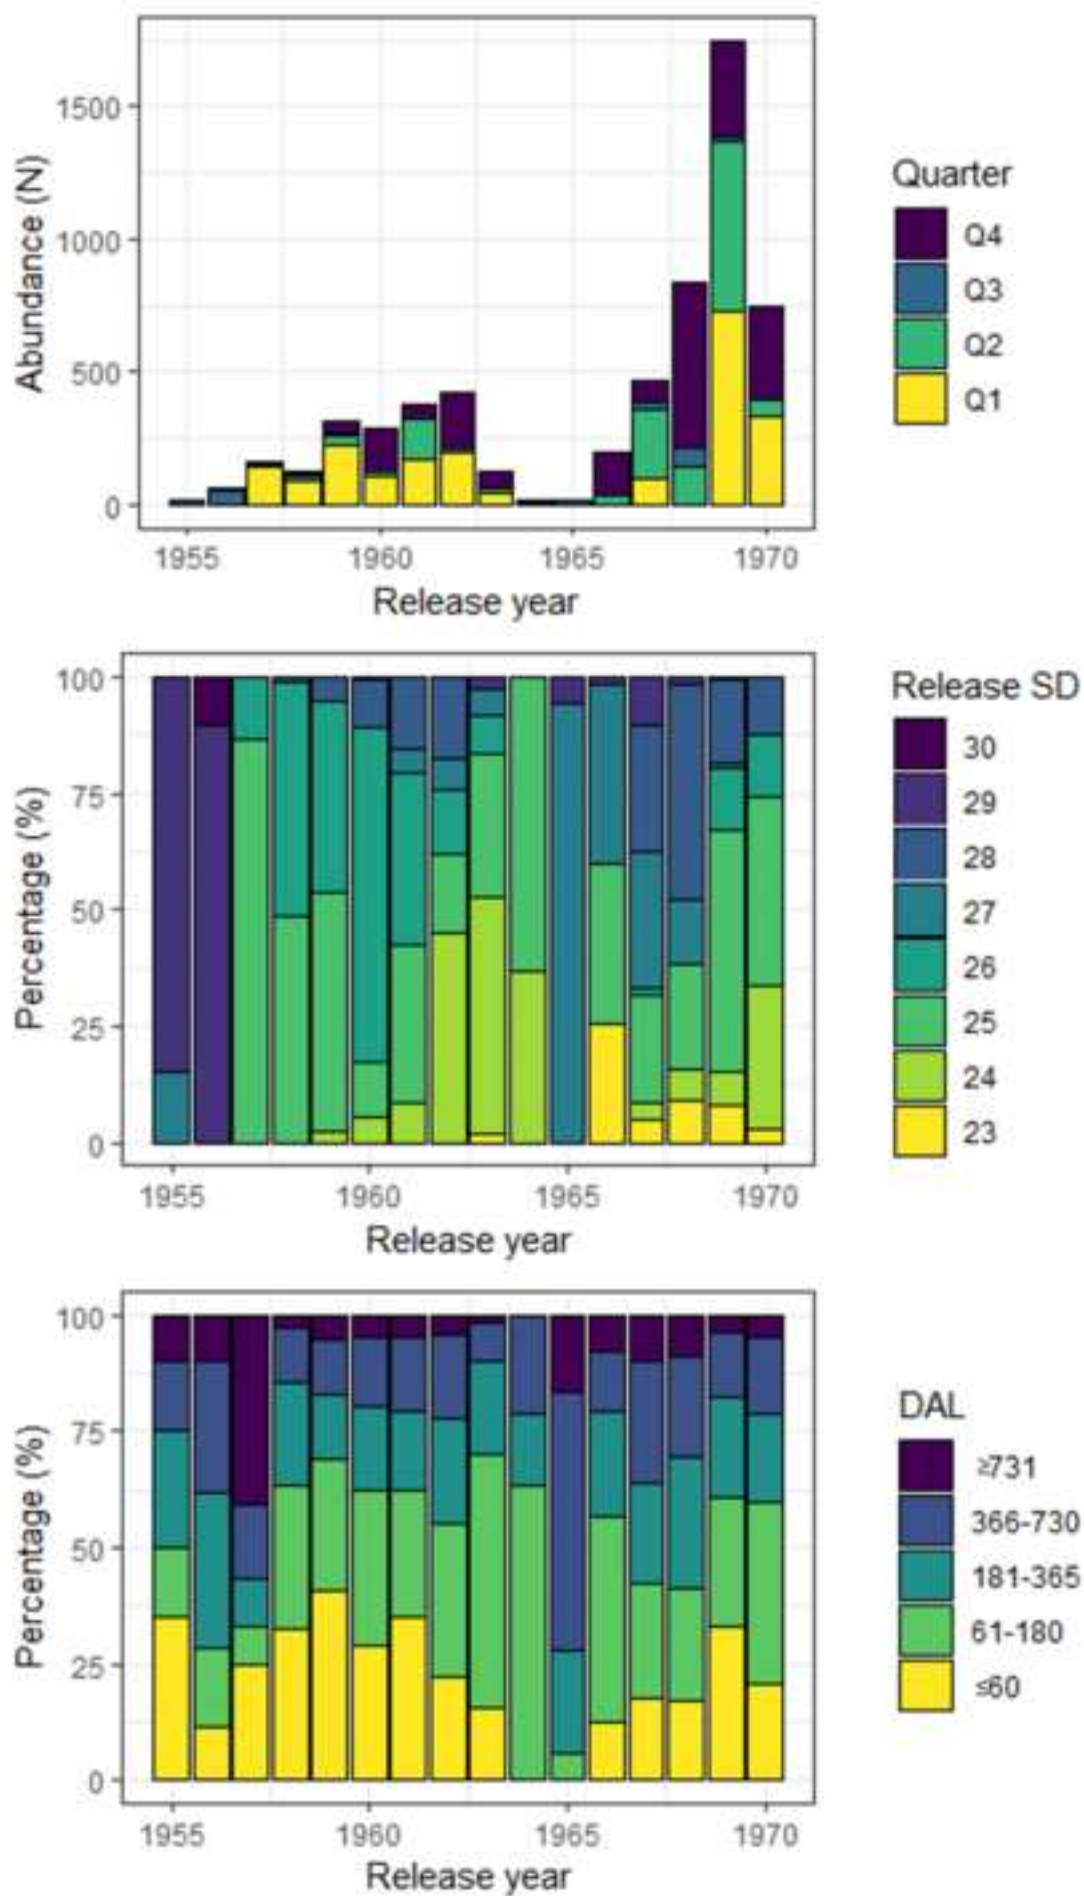 1500
1000
500
0
Abundance (N)
1955 1960 1965 1970
Release year
Quarter
Q4
Q3
Q2
Q1
100
75
50
25
0
Percentage (%)
1955 1960 1965 1970
Release year
Release SD
30
29
28
27
26
25
24
23
100
75
50
25
0
Percentage (%)
1955 1960 1965 1970
Release year
DAL
≥731
366-730
181-365
61-180
≤60